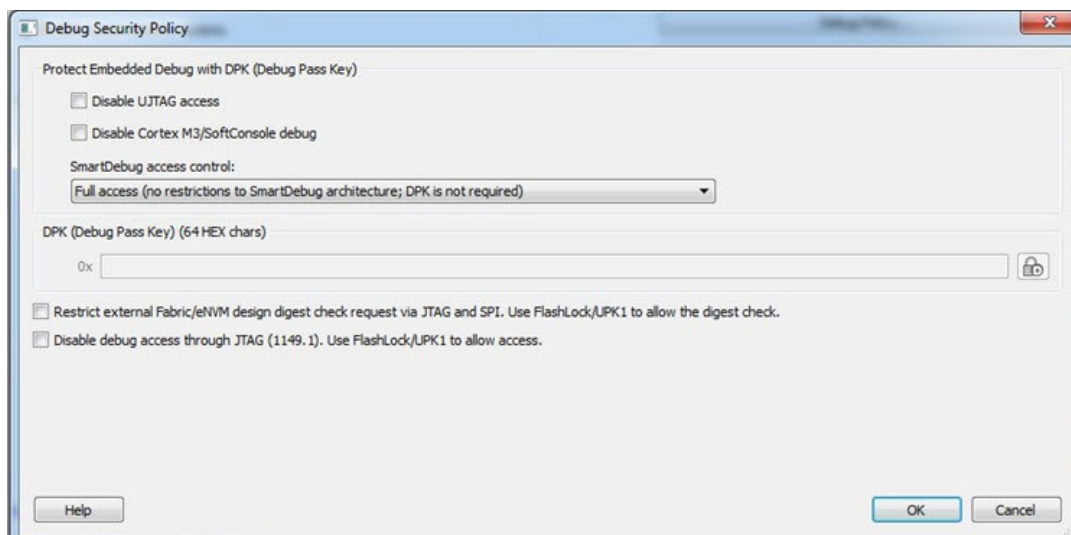 Debug Security Policy
Protect Embedded Debug with DPK (Debug Pass Key)
Disable UJTAG access
Disable Cortex M3/SoftConsole debug
SmartDebug access control:
Full access (no restrictions to SmartDebug architecture; DPK is not required)
DPK (Debug Pass Key) (64 HEX chars)
0x
Restrict external Fabric/eNVM design digest check request via JTAG and SPI. Use FlashLock/UPK1 to allow the digest check.
Disable debug access through JTAG (1149.1). Use FlashLock/UPK1 to allow access.
Help OK Cancel